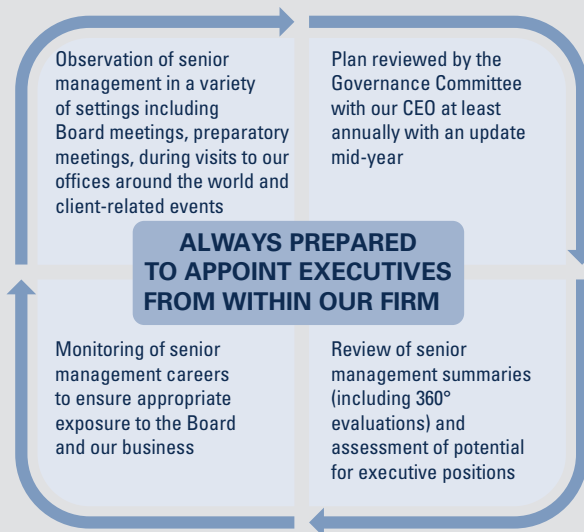 Observation of senior
management in a variety
of settings including
Board meetings, preparatory
meetings, during visits to our
offices around the world and
client-related events
Plan reviewed by the
Governance Committee
with our CEO at least
annually with an update
mid-year
ALWAYS PREPARED
TO APPOINT EXECUTIVES
FROM WITHIN OUR FIRM
Monitoring of senior
management careers
to ensure appropriate
exposure to the Board
and our business
Review of senior
management summaries
(including 360°
evaluations) and
assessment of potential
for executive positions